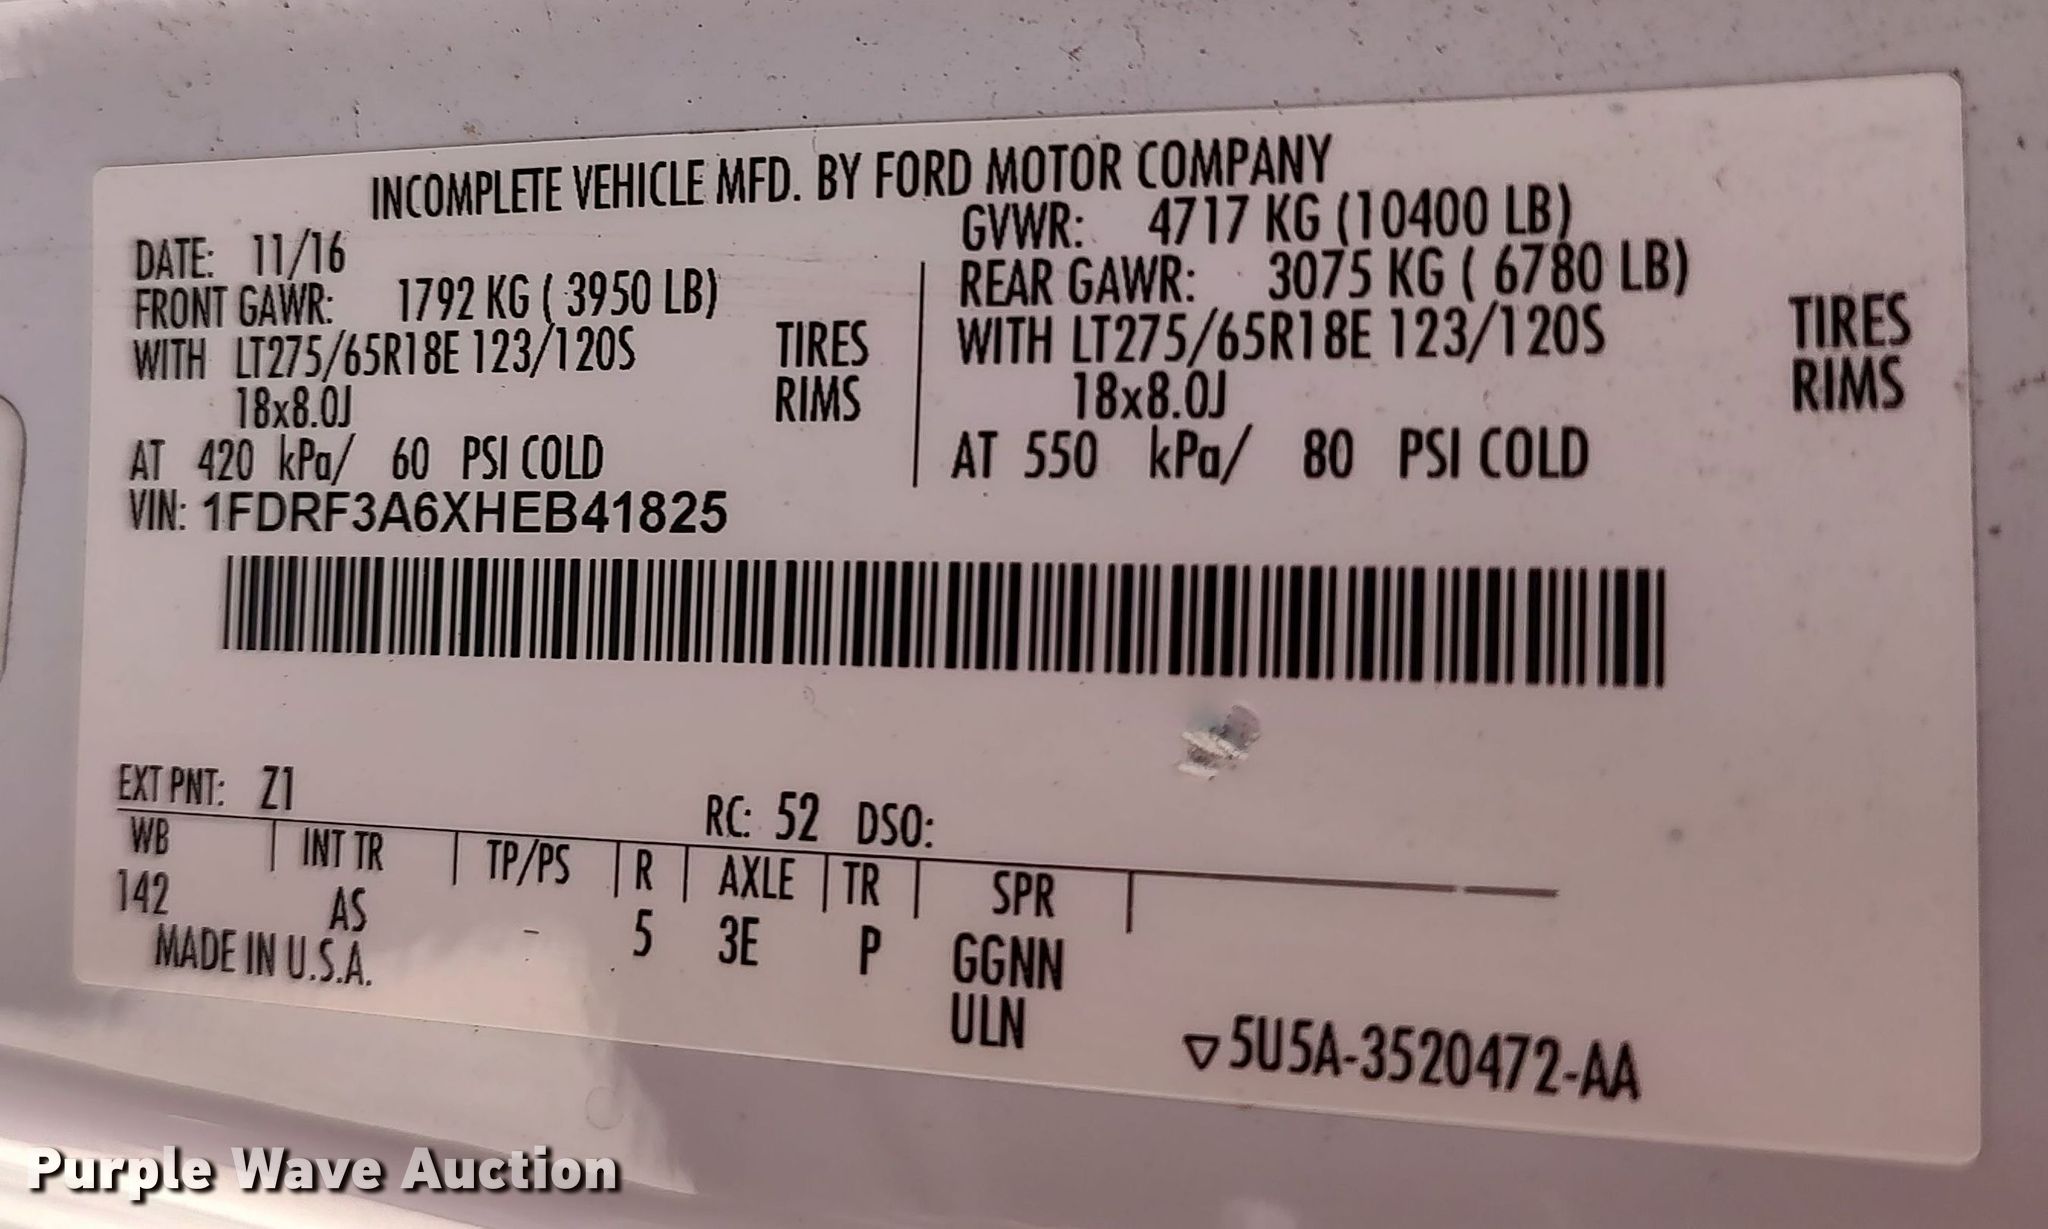 INCOMPLETE VEHICLE MFD. BY FORD MOTOR COMPANY
DATE: 11/16
GVWR: 4717 KG (10400 LB)
FRONT GAWR: 1792 KG ( 3950 LB)
REAR GAWR: 3075 KG ( 6780 LB)
WITH LT275/65R18E 123/120S TIRES
WITH LT275/65R18E 123/120S TIRES
18x8.0J RIMS
18x8.0J RIMS
AT 420 kPa/ 60 PSI COLD
AT 550 kPa/ 80 PSI COLD
VIN: 1FDRF3A6XHEB41825
EXT PNT: Z1 RC: 52 DSO:
WB | INT TR | TP/PS | R | AXLE | TR | SPR |
142 AS - 5 3E P GGNN
MADE IN U.S.A. ULN
▽5U5A-3520472-AA
Purple Wave Auction